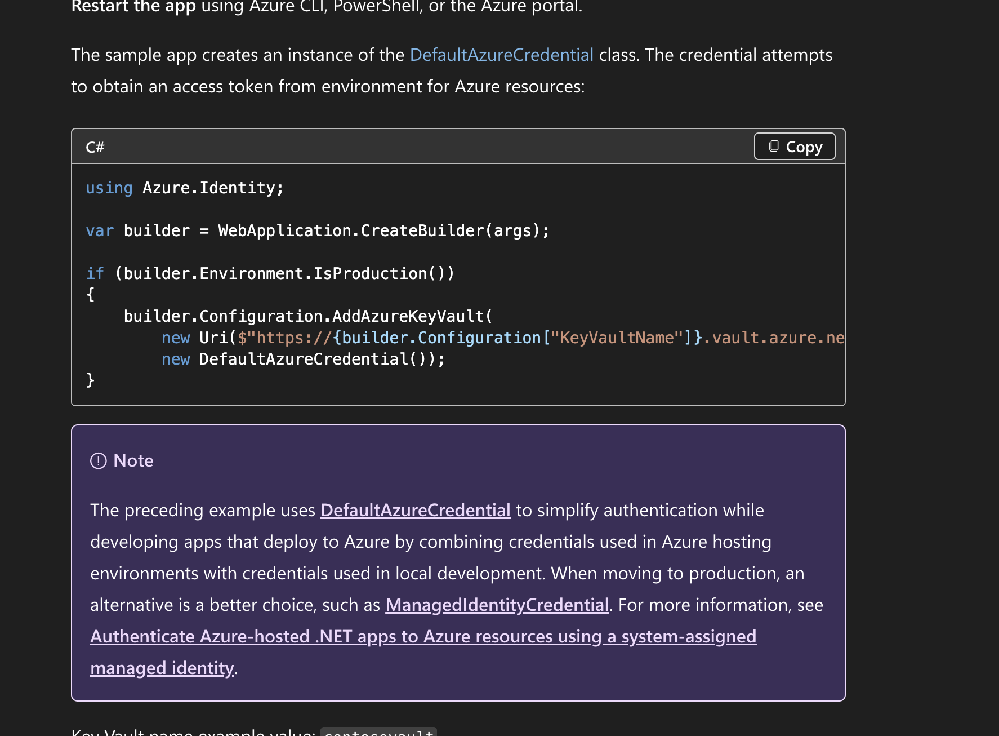 Restart the app using Azure CLI, PowerShell, or the Azure portal.
The sample app creates an instance of the DefaultAzureCredential class. The credential attempts
to obtain an access token from environment for Azure resources:
C#
Copy
using Azure.Identity;
var builder = WebApplication.CreateBuilder(args);
if (builder.Environment.IsProduction())
{
    builder.Configuration.AddAzureKeyVault(
        new Uri($"https://{builder.Configuration["KeyVaultName"]}.vault.azure.ne
        new DefaultAzureCredential());
}
Note
The preceding example uses DefaultAzureCredential to simplify authentication while
developing apps that deploy to Azure by combining credentials used in Azure hosting
environments with credentials used in local development. When moving to production, an
alternative is a better choice, such as ManagedIdentityCredential. For more information, see
Authenticate Azure-hosted .NET apps to Azure resources using a system-assigned
managed identity.
Key Vault name example value: contosovault